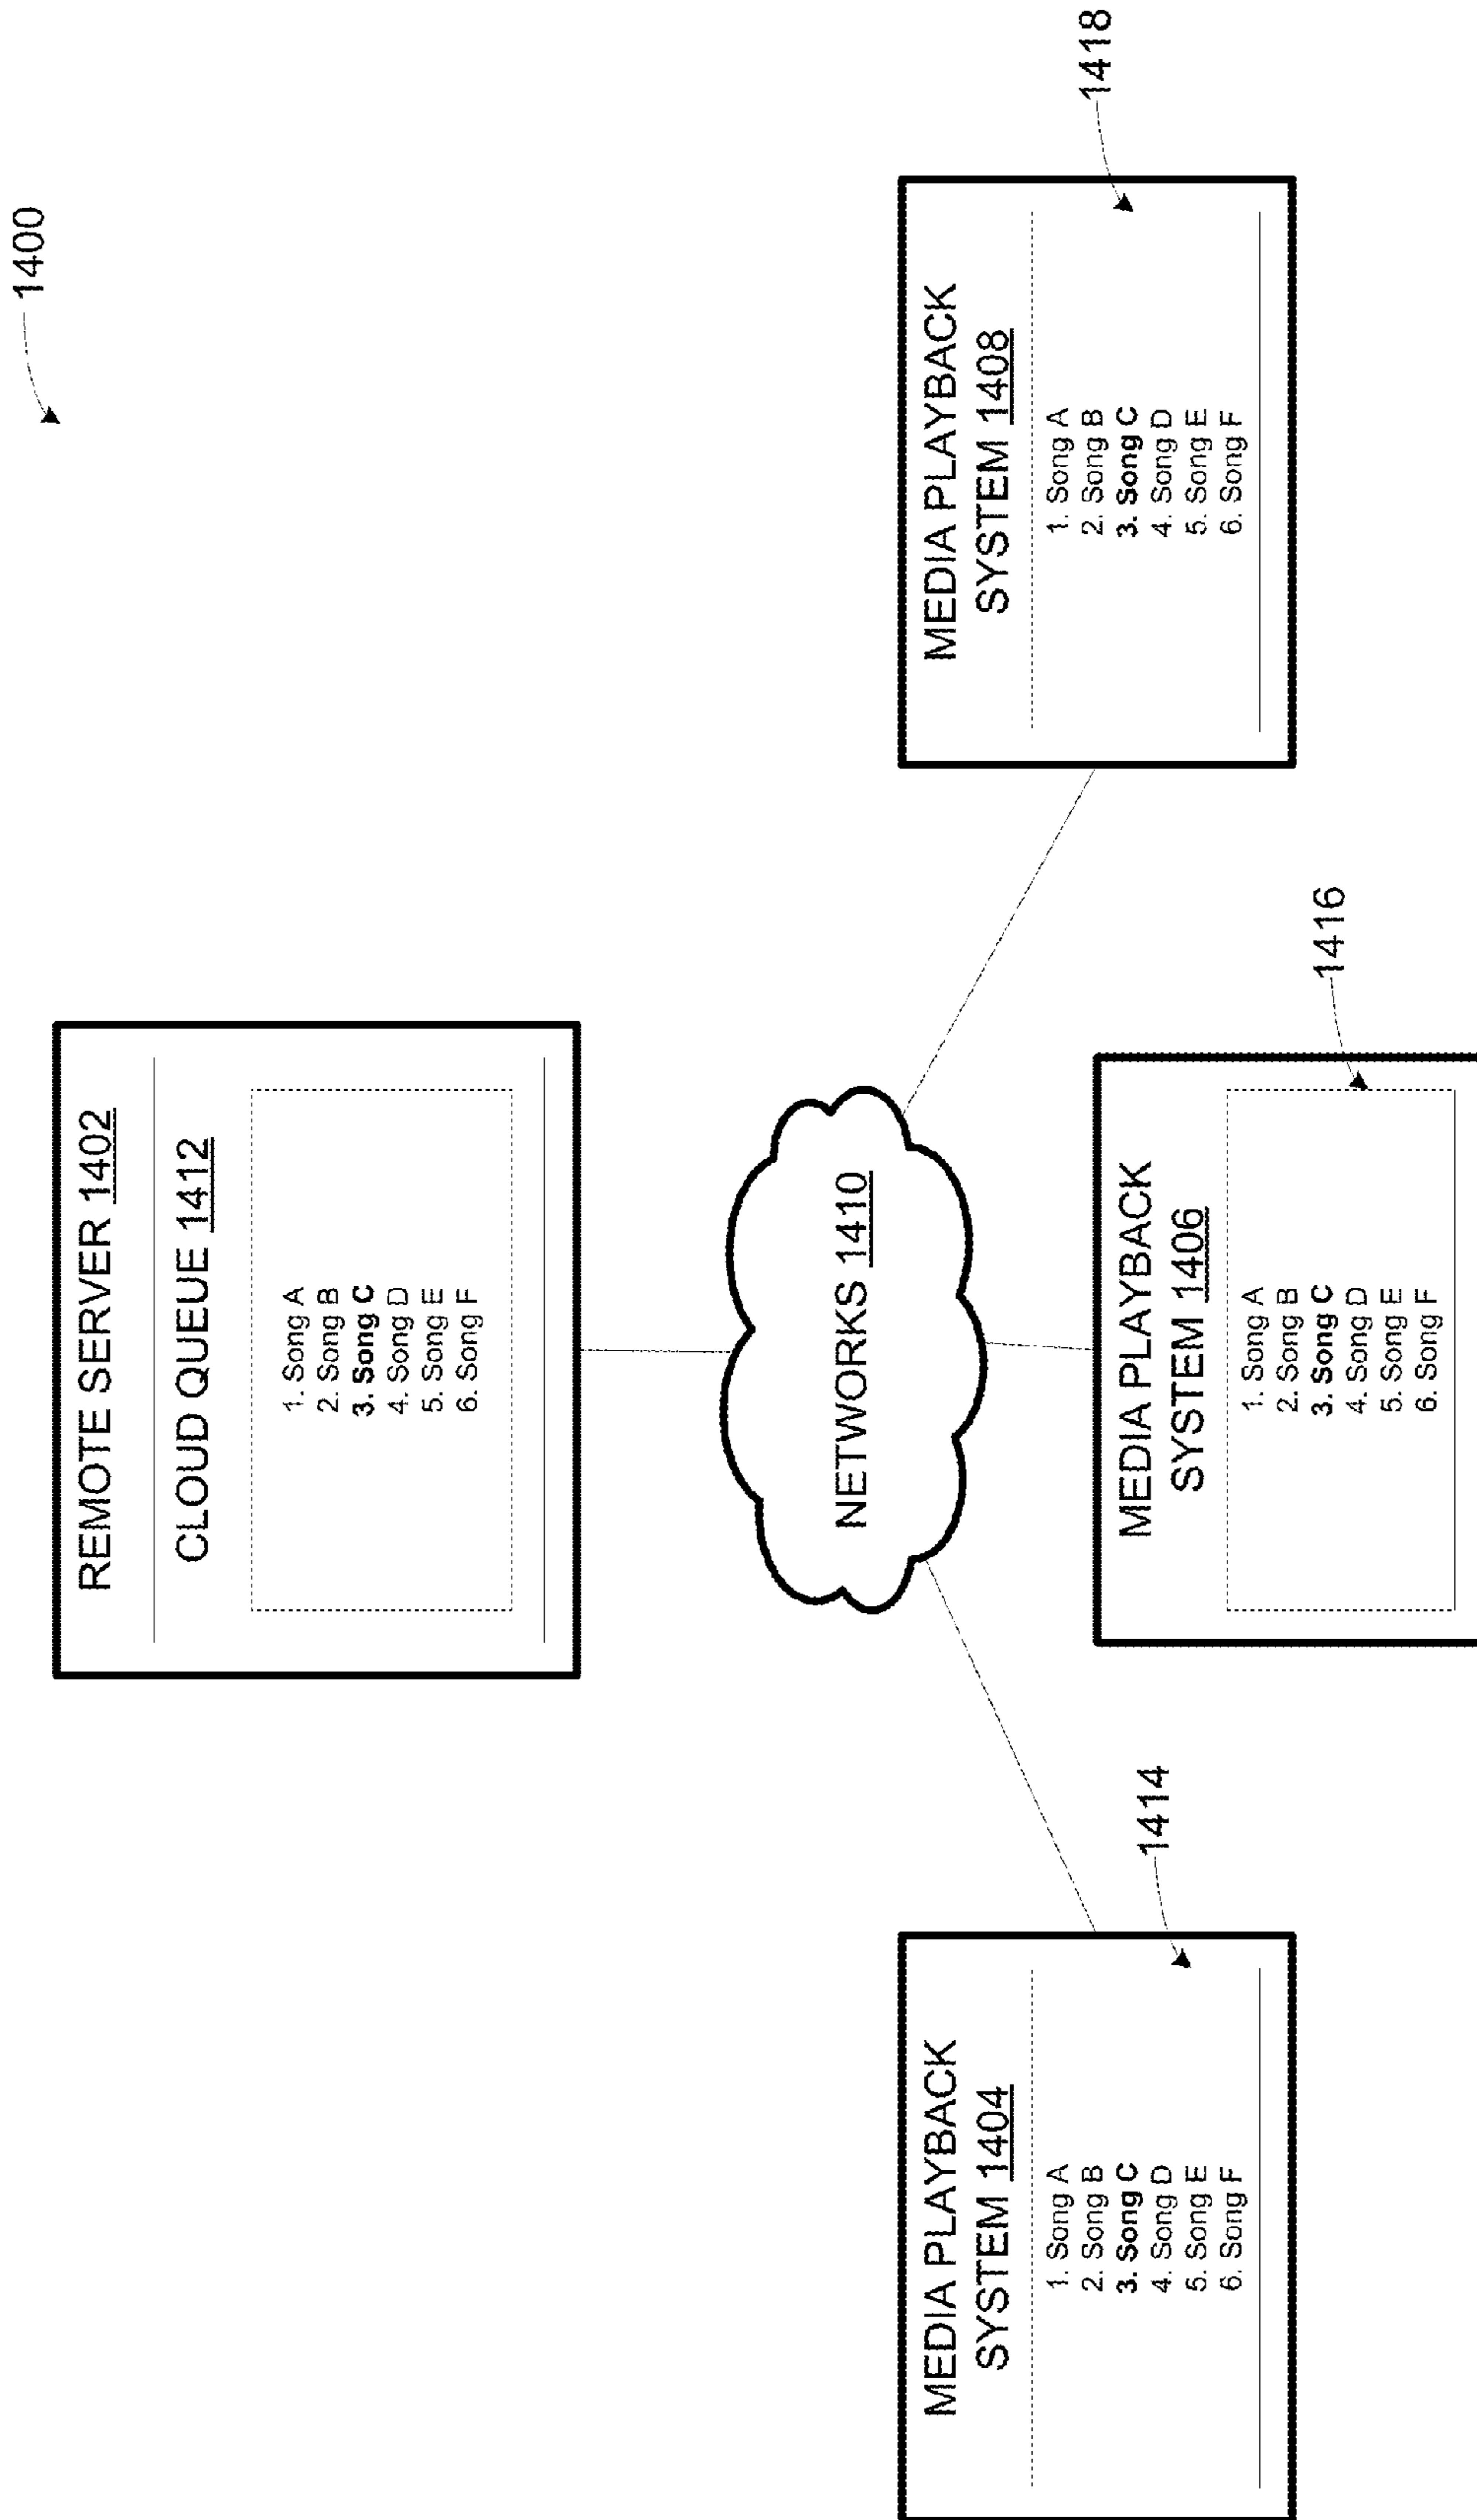 1400
REMOTE SERVER 1402
CLOUD QUEUE 1412
1. Song A
2. Song B
3. Song C
4. Song D
5. Song E
6. Song F
NETWORKS 1410
MEDIA PLAYBACK
SYSTEM 1404
1. Song A
2. Song B
3. Song C
4. Song D
5. Song E
6. Song F
1414
MEDIA PLAYBACK
SYSTEM 1406
1. Song A
2. Song B
3. Song C
4. Song D
5. Song E
6. Song F
1416
MEDIA PLAYBACK
SYSTEM 1408
1. Song A
2. Song B
3. Song C
4. Song D
5. Song E
6. Song F
1418